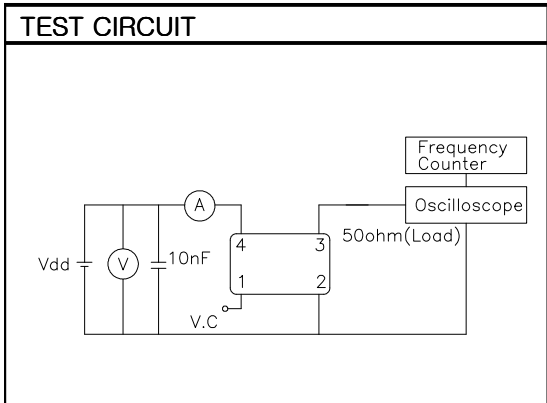 TEST CIRCUIT
Frequency
Counter
Oscilloscope
A
50ohm(Load)
4
3
Vdd
V
10nF
1
2
V.C